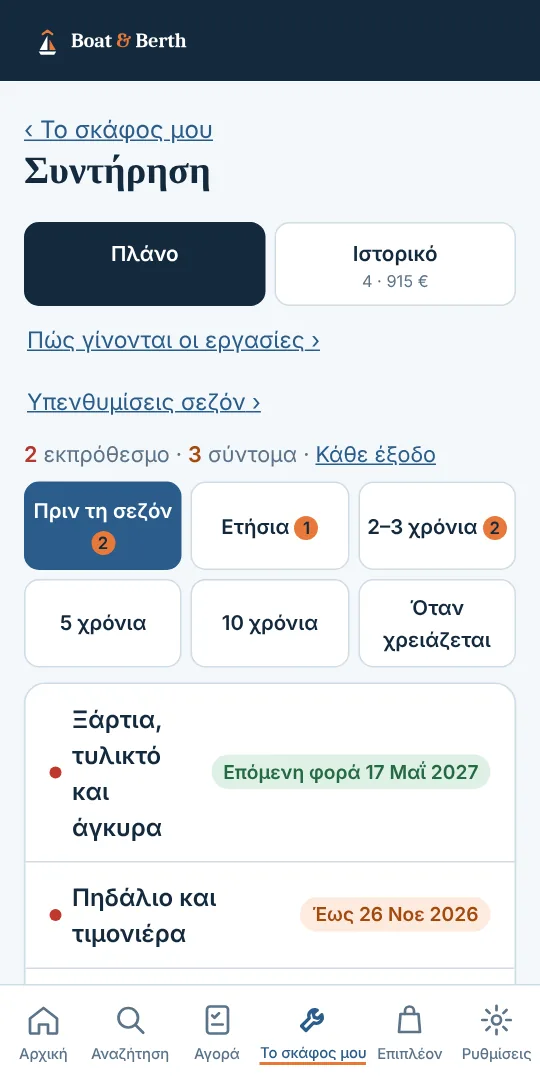 Boat & Berth
‹ Το σκάφος μου
Συντήρηση
Πλάνο
Ιστορικό
4 · 915 €
Πώς γίνονται οι εργασίες ›
Υπενθυμίσεις σεζόν ›
2 εκπρόθεσμο · 3 σύντομα · Κάθε έξοδο
Πριν τη σεζόν
2
Ετήσια 1
2–3 χρόνια 2
5 χρόνια
10 χρόνια
Όταν
χρειάζεται
Ξάρτια,
τυλικτό
και
άγκυρα
Επόμενη φορά 17 Μαΐ 2027
Πηδάλιο και
τιμονιέρα
Έως 26 Νοε 2026
Αρχική
Αναζήτηση
Αγορά
Το σκάφος μου
Επιπλέον
Ρυθμίσεις